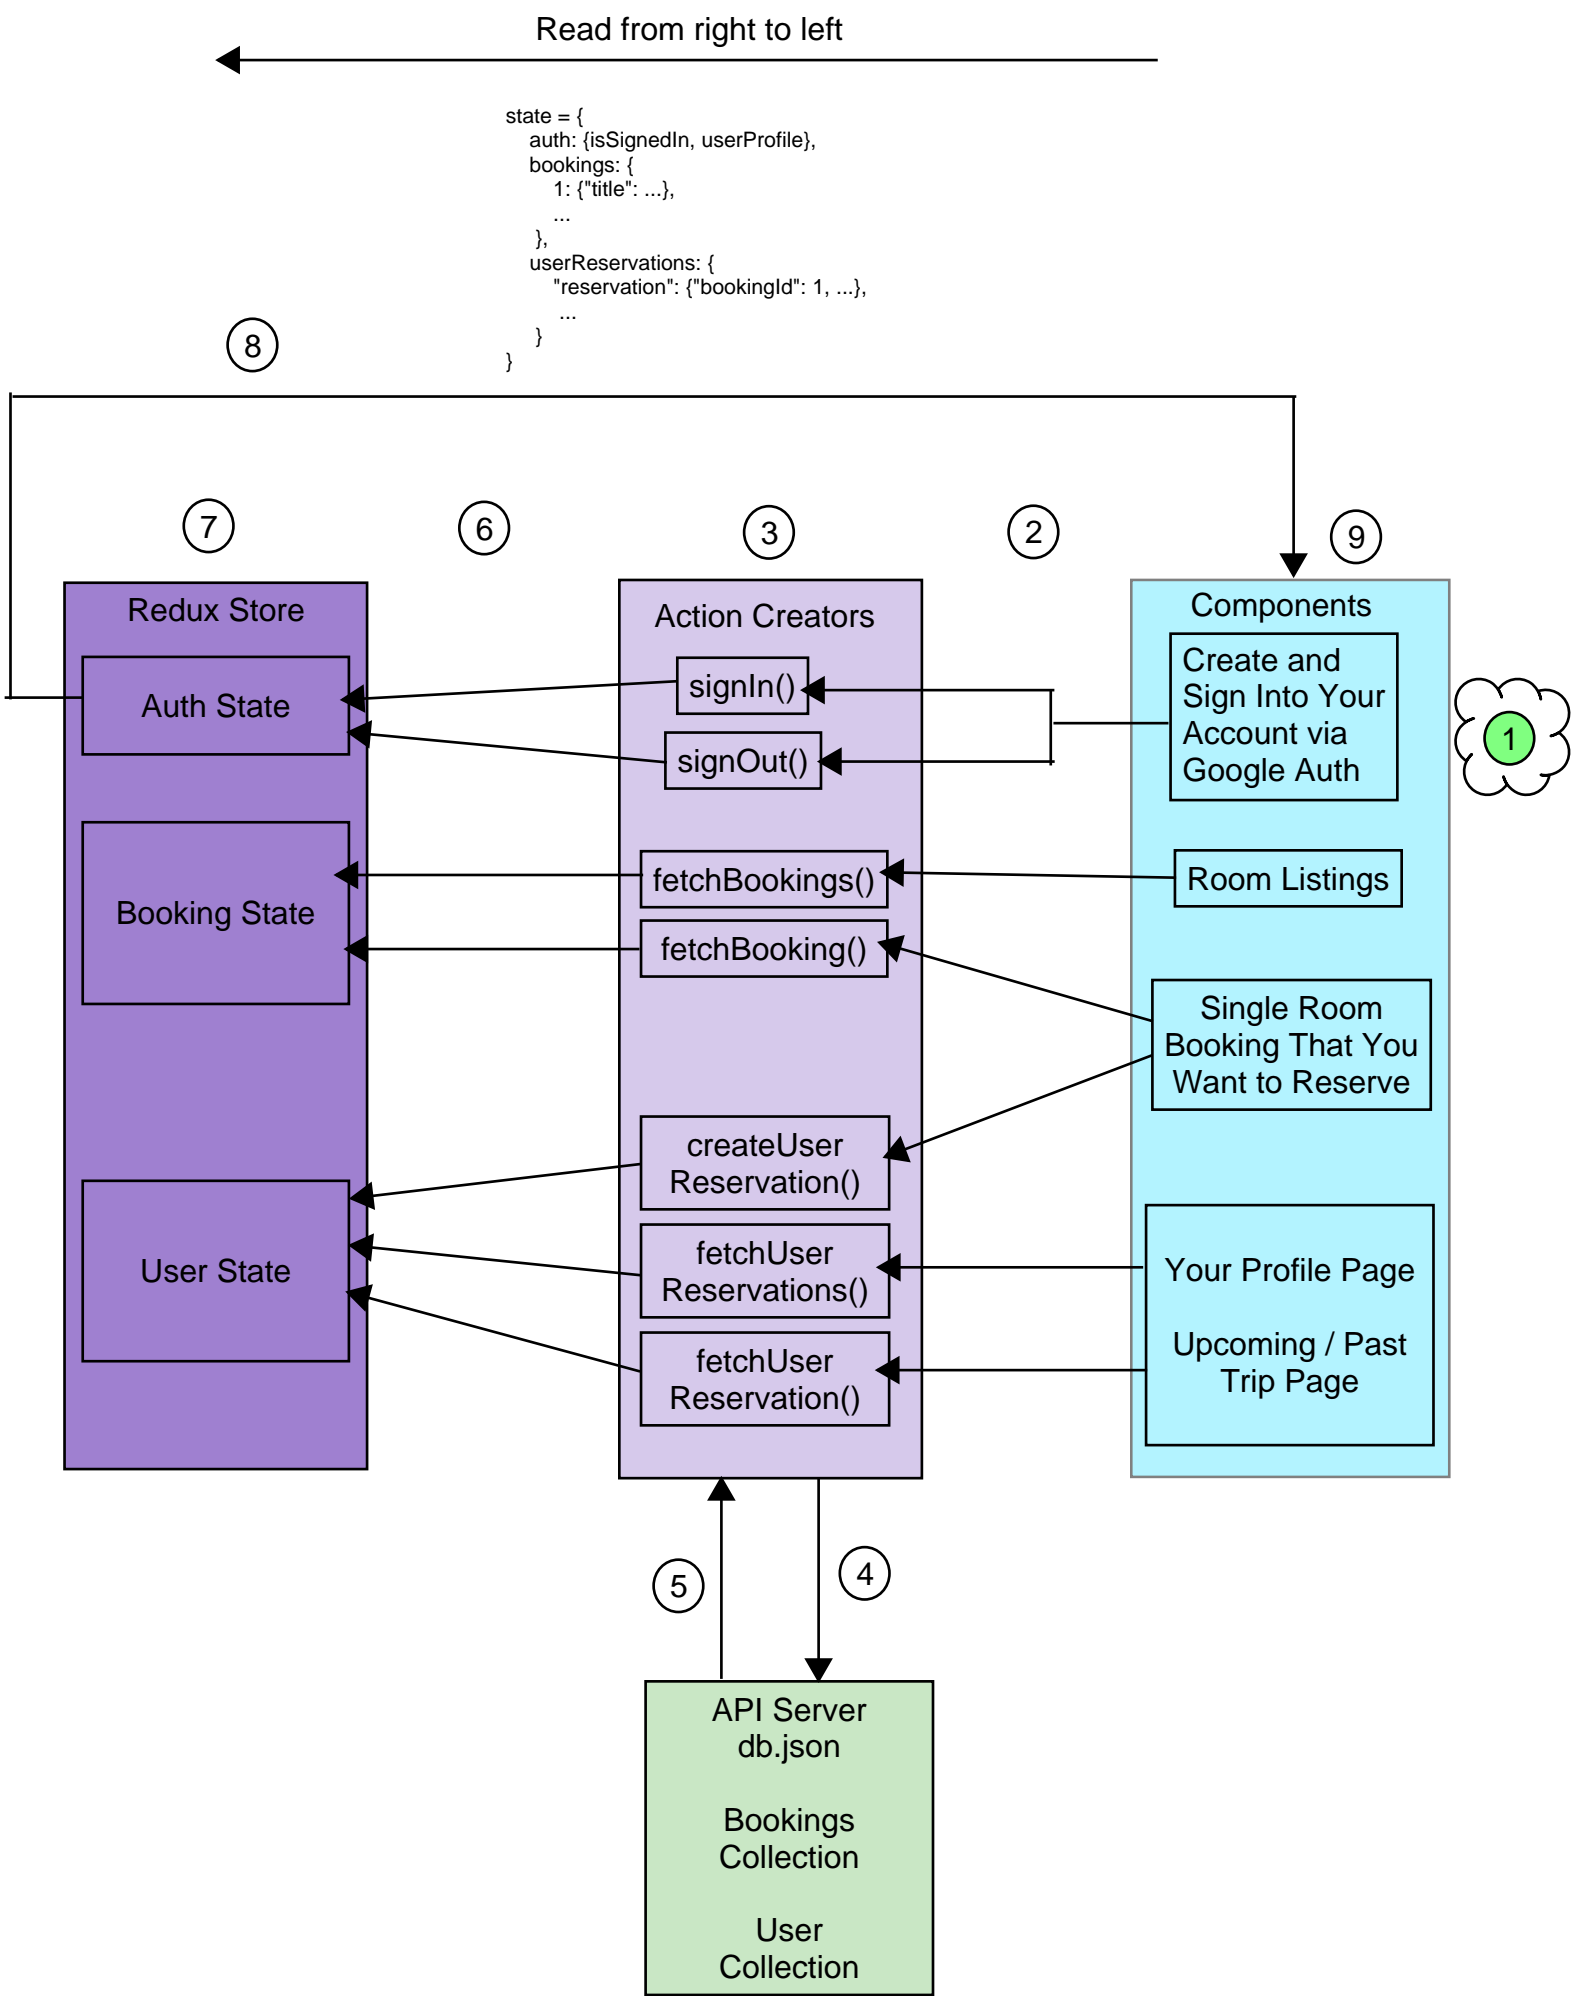 Read from right to left
state = {
auth: {isSignedIn, userProfile},
bookings: {
1: {"title": ...},
...
},
userReservations: {
"reservation": {"bookingId": 1, ...},
...
}
}
8
7
6
3
2
9
Redux Store
Auth State
Booking State
User State
Action Creators
signIn()
signOut()
fetchBookings()
fetchBooking()
createUser
Reservation()
fetchUser
Reservations()
fetchUser
Reservation()
Components
Create and
Sign Into Your
Account via
Google Auth
1
Room Listings
Single Room
Booking That You
Want to Reserve
Your Profile Page
Upcoming / Past
Trip Page
5
4
API Server
db.json
Bookings
Collection
User
Collection